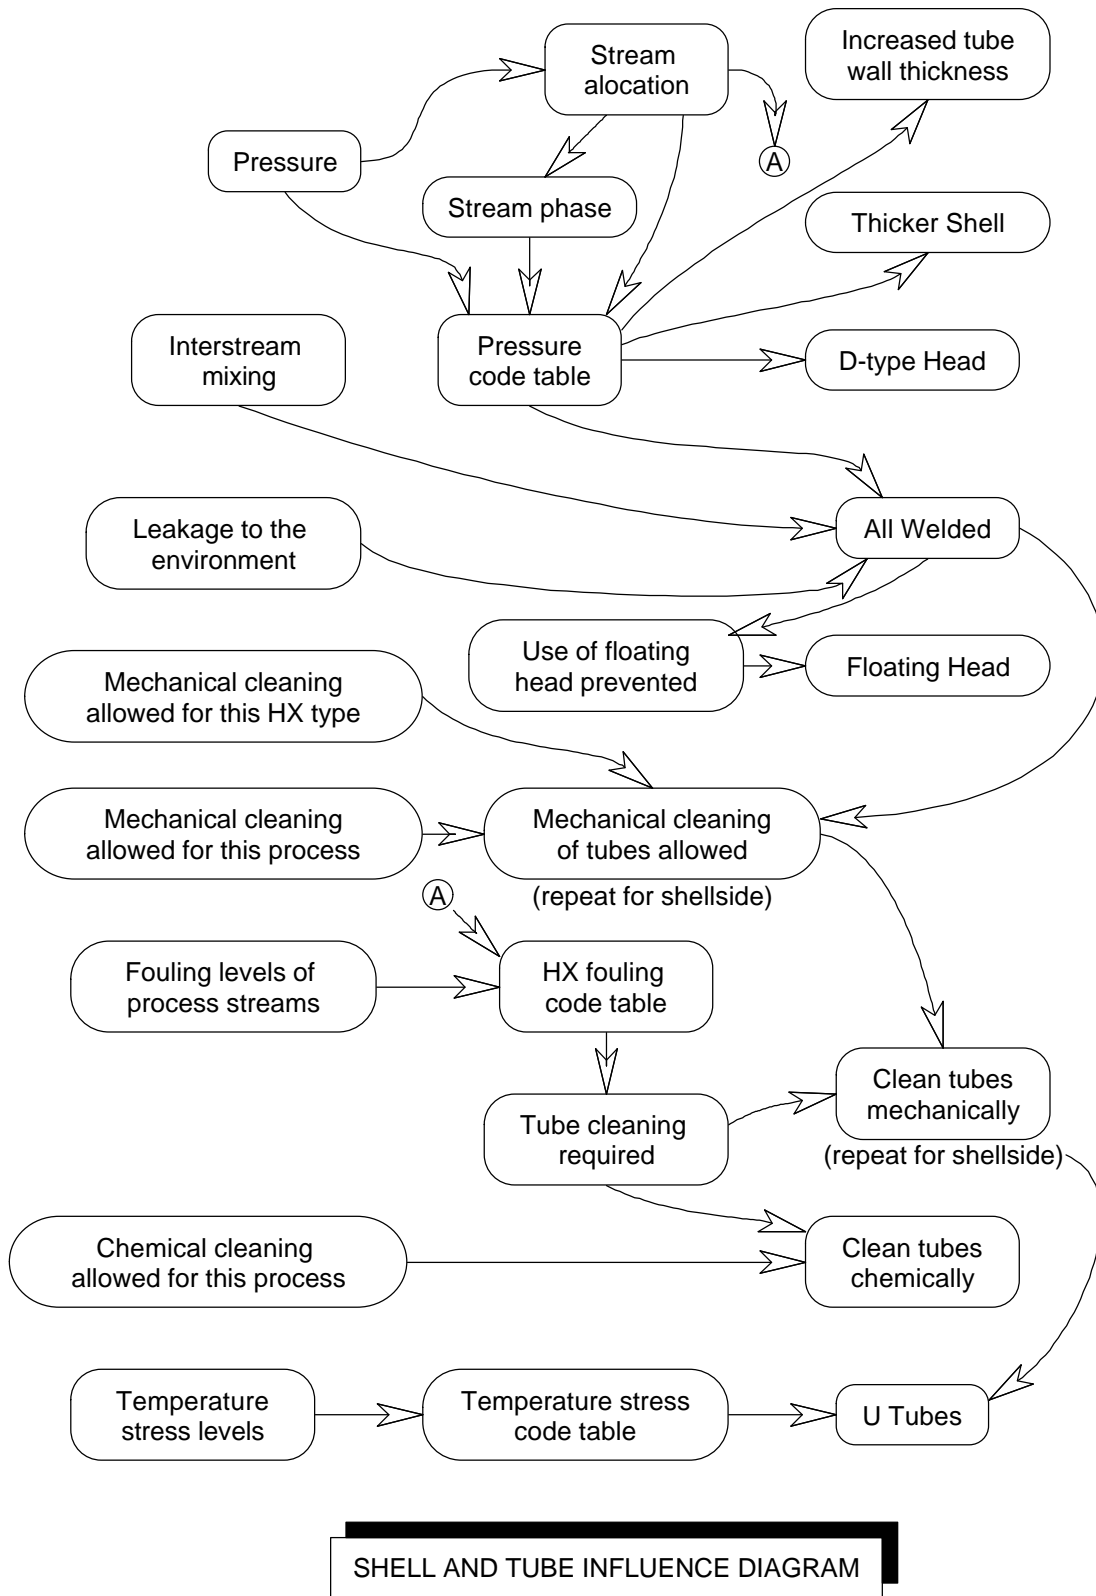 Stream
alocation
Increased tube
wall thickness
Pressure
A
Stream phase
Thicker Shell
Interstream
mixing
Pressure
code table
D-type Head
Leakage to the
environment
All Welded
Use of floating
head prevented
Floating Head
Mechanical cleaning
allowed for this HX type
Mechanical cleaning
allowed for this process
Mechanical cleaning
of tubes allowed
(repeat for shellside)
A
Fouling levels of
process streams
HX fouling
code table
Clean tubes
mechanically
(repeat for shellside)
Tube cleaning
required
Chemical cleaning
allowed for this process
Clean tubes
chemically
Temperature
stress levels
Temperature stress
code table
U Tubes
SHELL AND TUBE INFLUENCE DIAGRAM